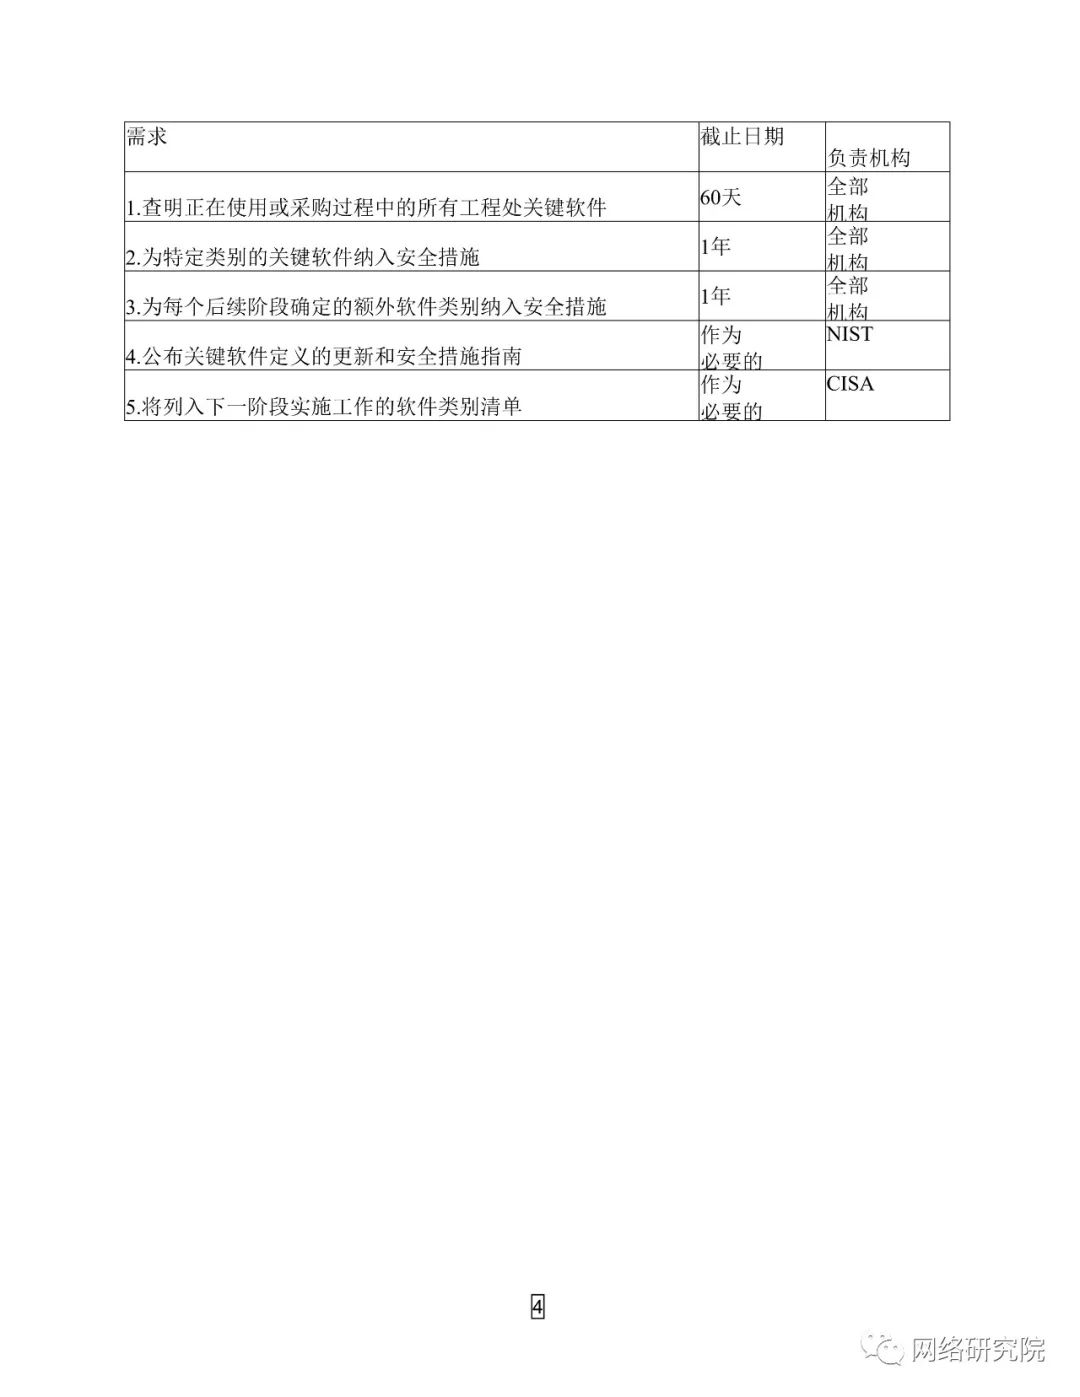 需求
截止日期
负责机构
1.查明正在使用或采购过程中的所有工程处关键软件
60天
全部
机构
2.为特定类别的关键软件纳入安全措施
1年
全部
机构
3.为每个后续阶段确定的额外软件类别纳入安全措施
1年
全部
机构
4.公布关键软件定义的更新和安全措施指南
作为
必要的
NIST
5.将列入下一阶段实施工作的软件类别清单
作为
必要的
CISA
4
网络研究院